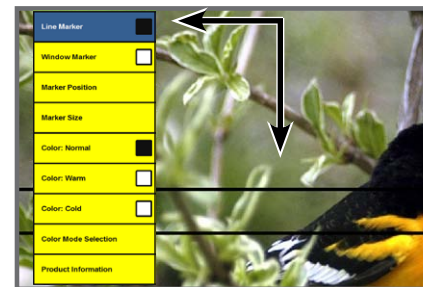 Line Marker
Window Marker
Marker Position
Marker Size
Color: Normal
Color: Warm
Color: Cold
Color Mode Selection
Product Information